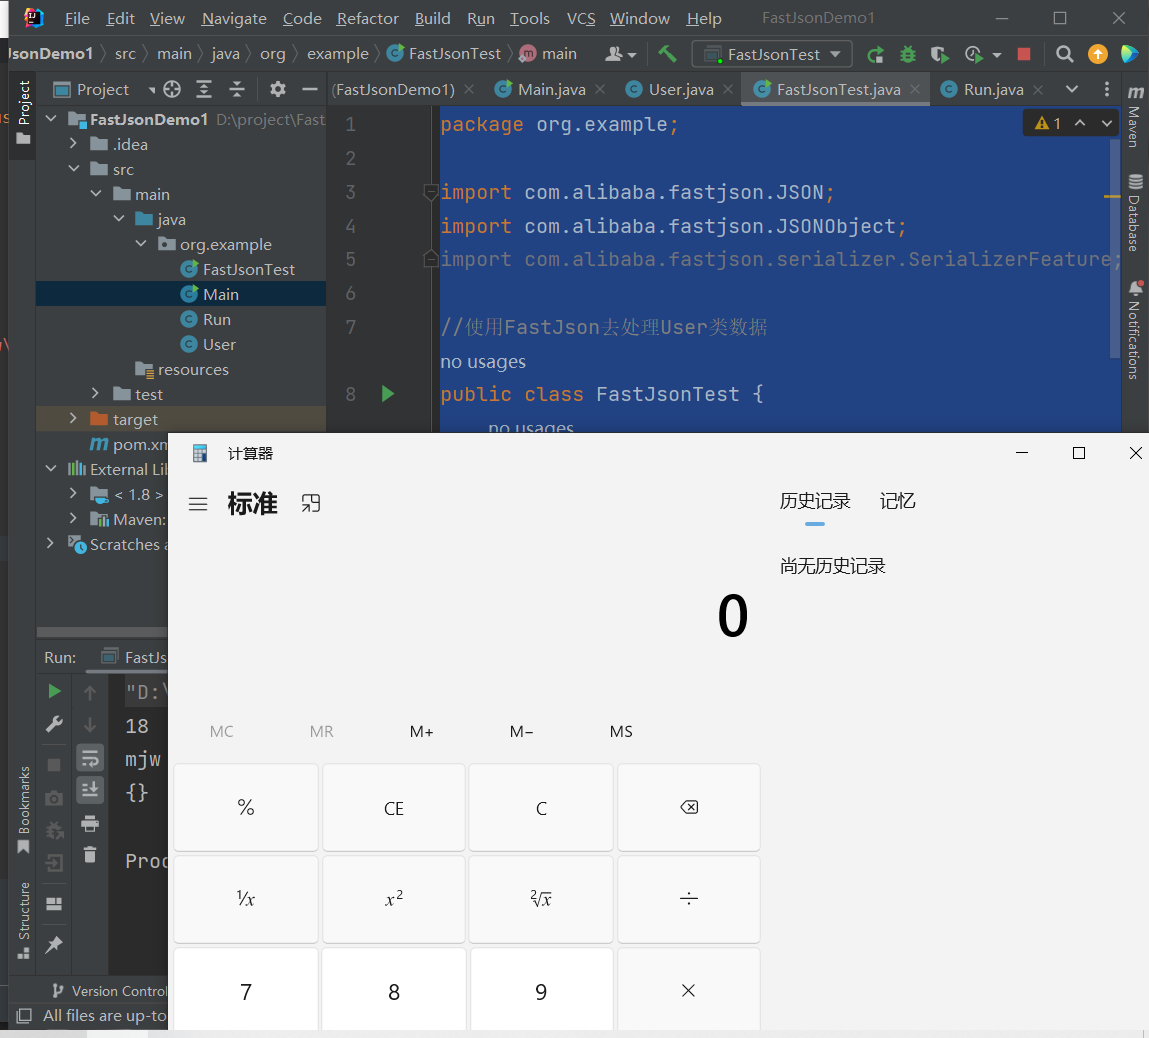 File Edit View Navigate Code Refactor Build Run Tools VCS Window Help FastJsonDemo1
JsonDemo1 src main java org example FastJsonTest main FastJsonTest
Project (FastJsonDemo1) Main.java User.java FastJsonTest.java Run.java
Project
FastJsonDemo1 D:\project\Fast
.idea
src
main
java
org.example
FastJsonTest
Main
Run
User
resources
test
target
pom.xm
External Lib
< 1.8 >
Maven:
Scratches a
1 package org.example;
2
3 import com.alibaba.fastjson.JSON;
4 import com.alibaba.fastjson.JSONObject;
5 import com.alibaba.fastjson.serializer.SerializerFeature;
6
7 //使用FastJson去处理User类数据
no usages
8 public class FastJsonTest {
no usages
1
Maven
Database
Notifications
Run: FastJs
"D:\
18
mjw
{}
Proc
Bookmarks
Structure
Version Control
All files are up-to
计算器
标准
历史记录 记忆
尚无历史记录
0
MC MR M+ M− MS
% CE C
⅟x x² ²√x ÷
7 8 9 ×